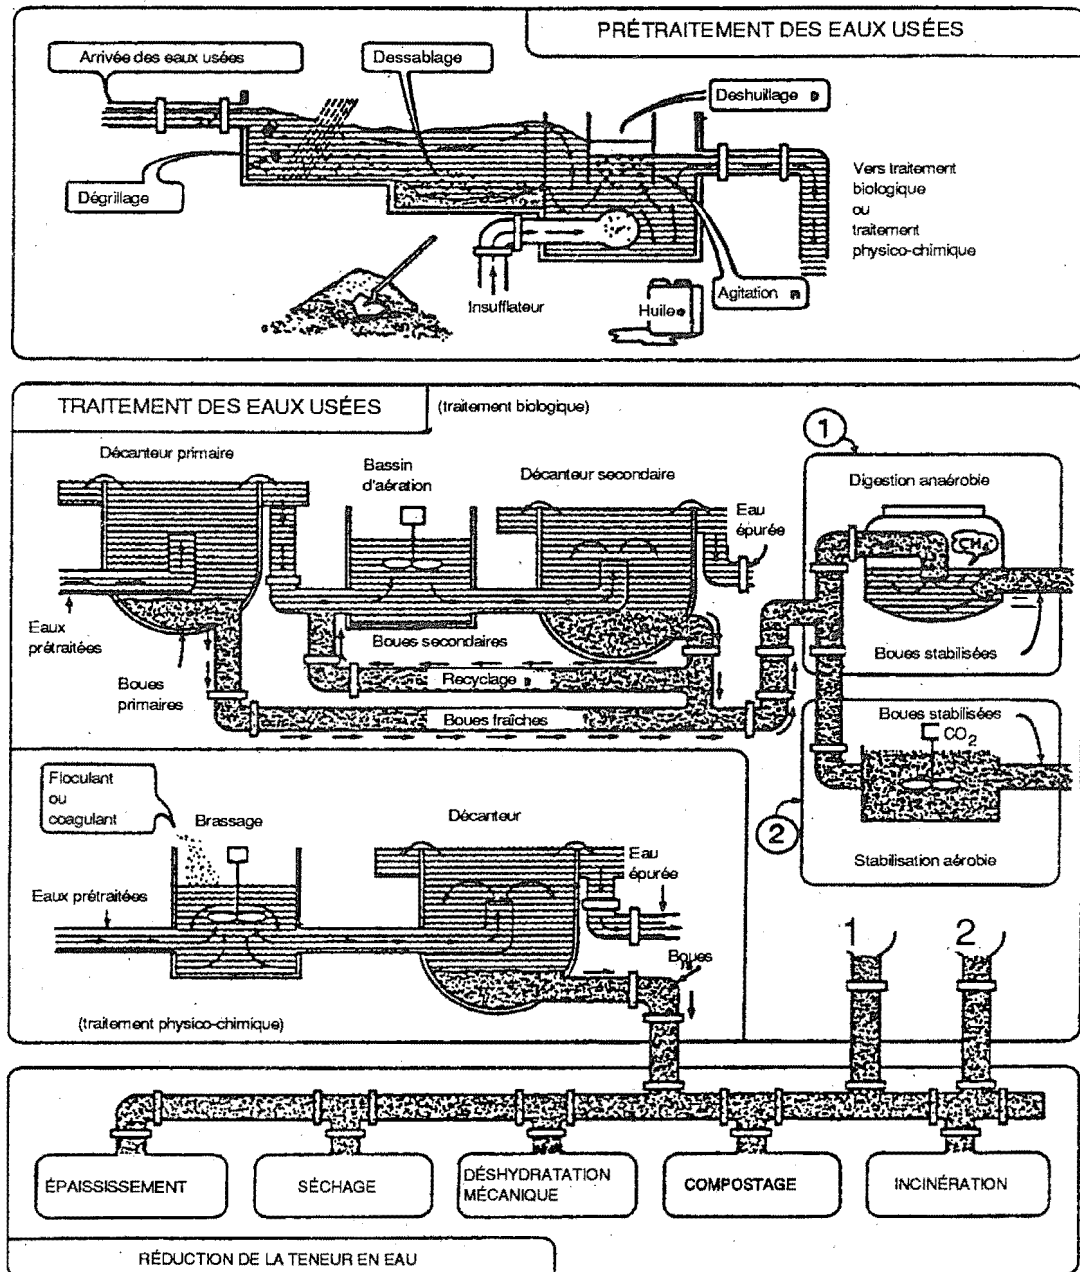 PRÉTRAITEMENT DES EAUX USÉES
Arrivée des eaux usées
Dessablage
Deshuillage
Dégrillage
Vers traitement
biologique
ou
traitement
physico-chimique
Insufflateur
Huile
Agitation
TRAITEMENT DES EAUX USÉES
(traitement biologique)
1
Décanteur primaire
Bassin
d'aération
Décanteur secondaire
Eau
épurée
Digestion anaérobie
CH4
Eaux
prétraitées
Boues secondaires
Boues stabilisées
Boues
primaires
Recyclage
Boues fraîches
Boues stabilisées
CO2
2
Stabilisation aérobie
Floculant
ou
coagulant
Brassage
Décanteur
Eau
épurée
Eaux prétraitées
Boues
(traitement physico-chimique)
1
2
ÉPAISSISSEMENT
SÉCHAGE
DÉSHYDRATATION
MÉCANIQUE
COMPOSTAGE
INCINÉRATION
RÉDUCTION DE LA TENEUR EN EAU